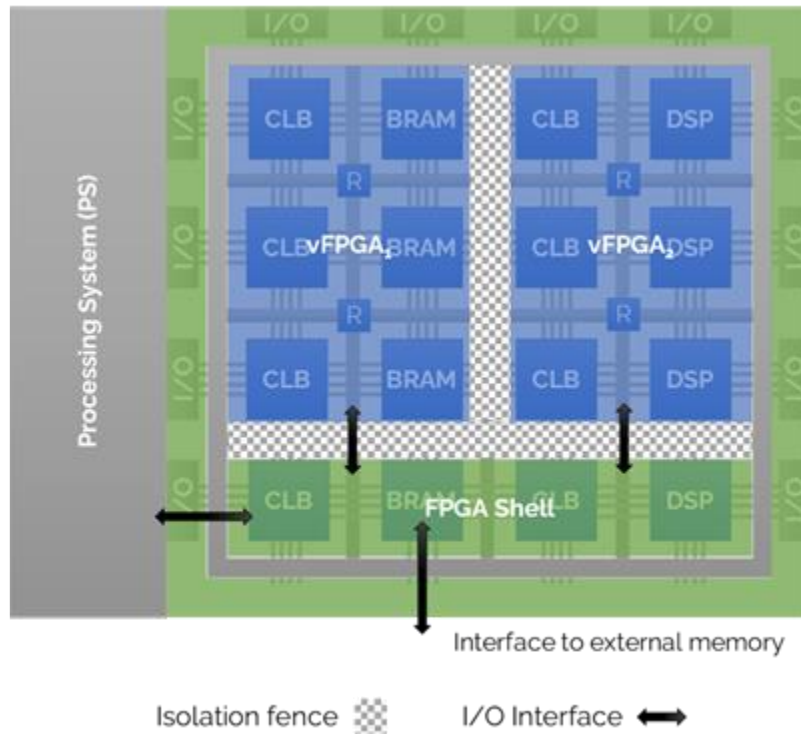 I/O I/O I/O I/O
I/O CLB BRAM CLB DSP I/O
R R
I/O CLB vFPGA₁ BRAM CLB vFPGA₂ DSP I/O
R R
I/O CLB BRAM CLB DSP I/O
Processing System (PS)
I/O CLB BRAM CLB DSP I/O
FPGA Shell
Interface to external memory
Isolation fence I/O Interface